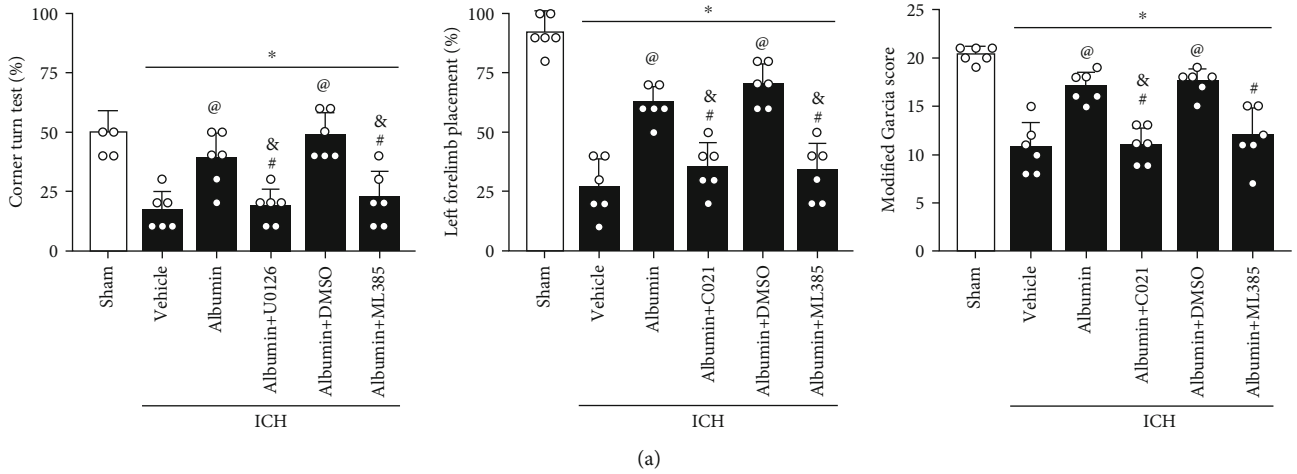 Corner turn test (%)
100
75
50
25
0
*
@
&
#
@
&
#
Sham
Vehicle
Albumin
Albumin+U0126
Albumin+DMSO
Albumin+ML385
ICH
Left forelimb placement (%)
100
75
50
25
0
*
@
&
#
@
&
#
Sham
Vehicle
Albumin
Albumin+C021
Albumin+DMSO
Albumin+ML385
ICH
Modified Garcia score
25
20
15
10
5
0
*
@
&
#
@
#
Sham
Vehicle
Albumin
Albumin+C021
Albumin+DMSO
Albumin+ML385
ICH
(a)